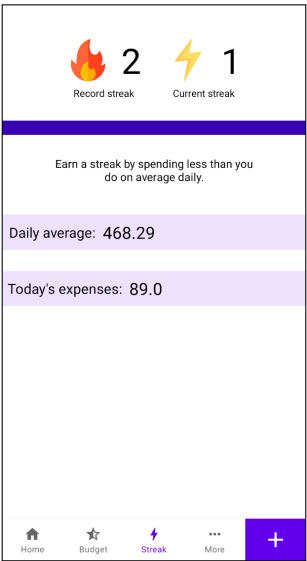 2 1
Record streak Current streak
Earn a streak by spending less than you
do on average daily.
Daily average: 468.29
Today's expenses: 89.0
Home Budget Streak More +